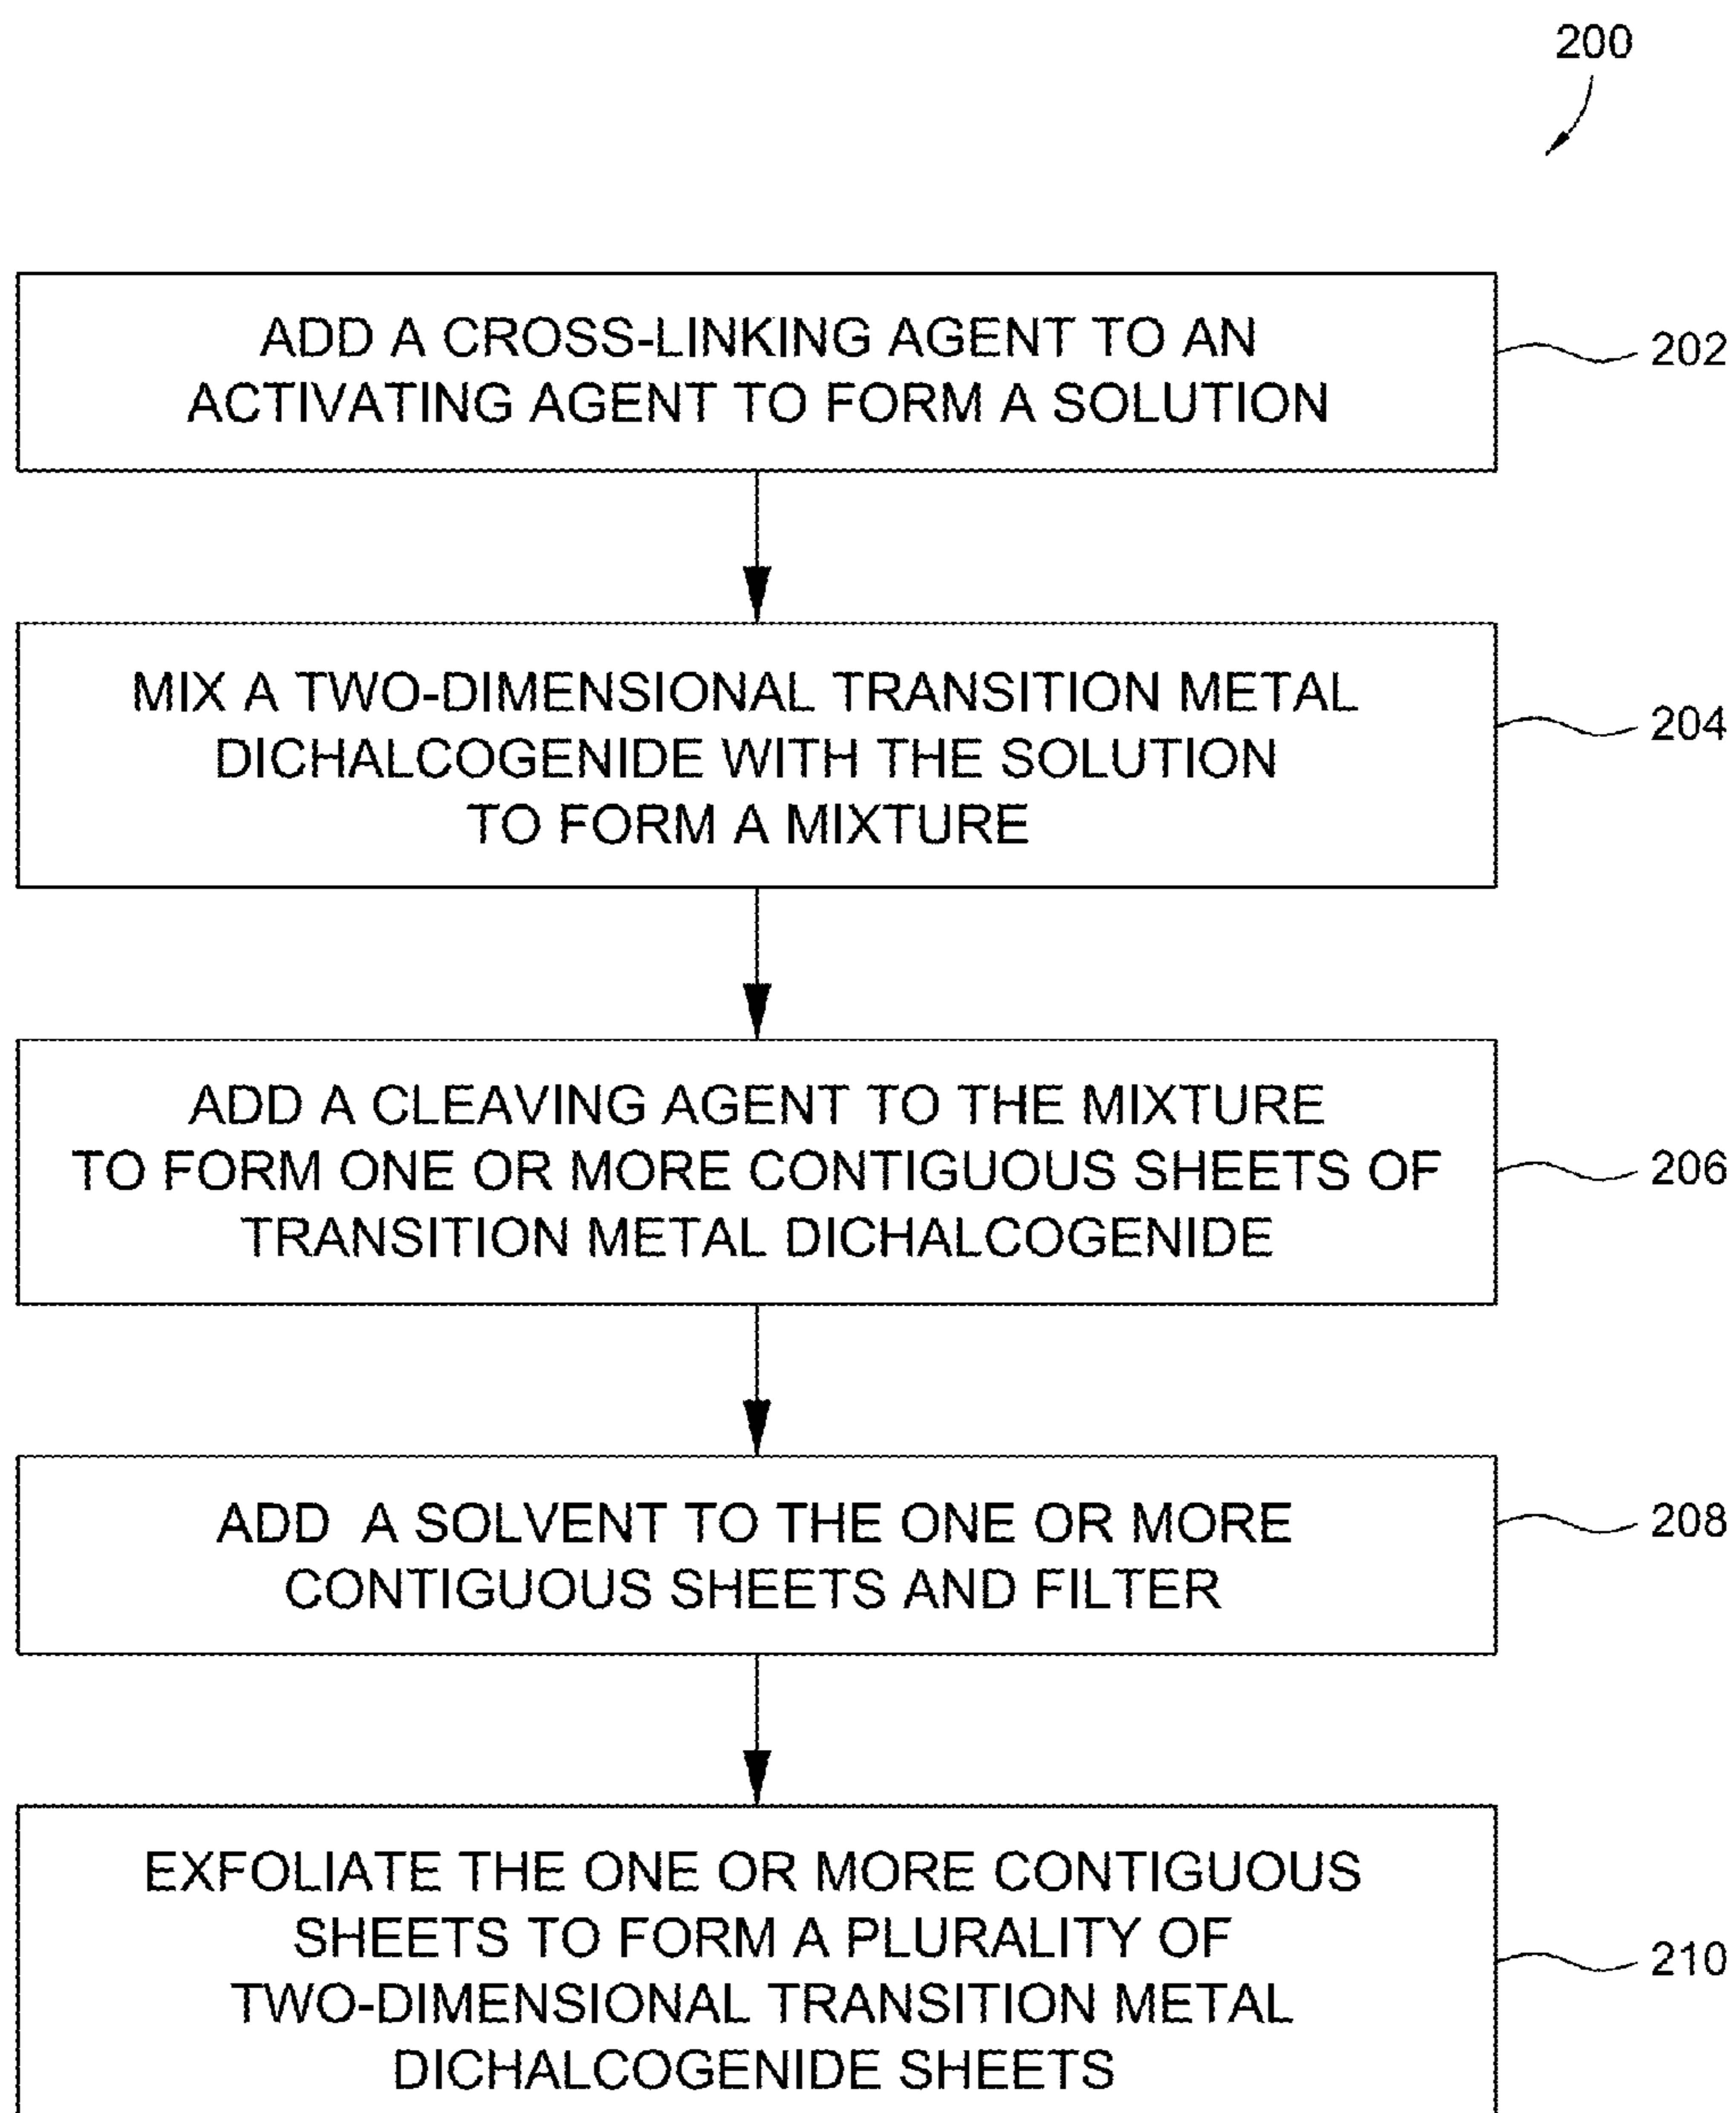 200
ADD A CROSS-LINKING AGENT TO AN
ACTIVATING AGENT TO FORM A SOLUTION
202
MIX A TWO-DIMENSIONAL TRANSITION METAL
DICHALCOGENIDE WITH THE SOLUTION
TO FORM A MIXTURE
204
ADD A CLEAVING AGENT TO THE MIXTURE
TO FORM ONE OR MORE CONTIGUOUS SHEETS OF
TRANSITION METAL DICHALCOGENIDE
206
ADD A SOLVENT TO THE ONE OR MORE
CONTIGUOUS SHEETS AND FILTER
208
EXFOLIATE THE ONE OR MORE CONTIGUOUS
SHEETS TO FORM A PLURALITY OF
TWO-DIMENSIONAL TRANSITION METAL
DICHALCOGENIDE SHEETS
210